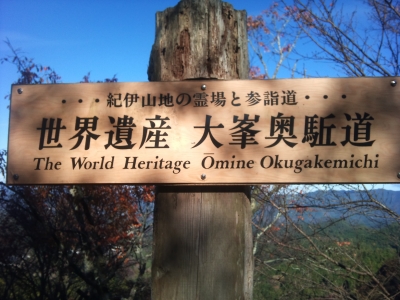 ・・・紀伊山地の霊場と参詣道・・・
世界遺産 大峯奥駈道
The World Heritage Ōmine Okugakemichi